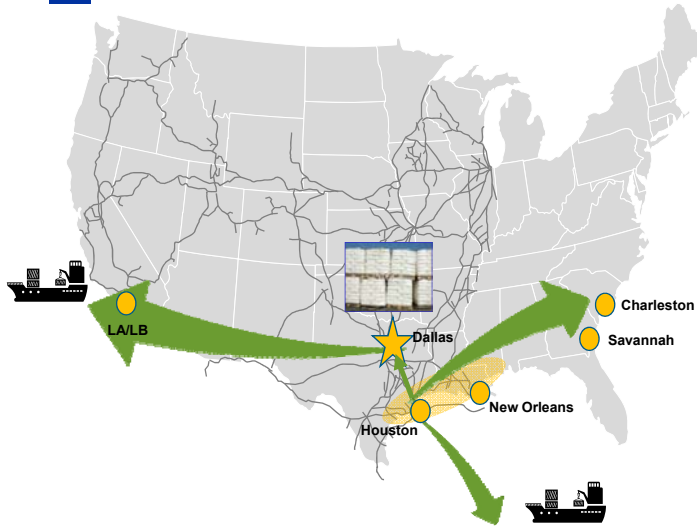 Charleston
LA/LB
Dallas
Savannah
New Orleans
Houston